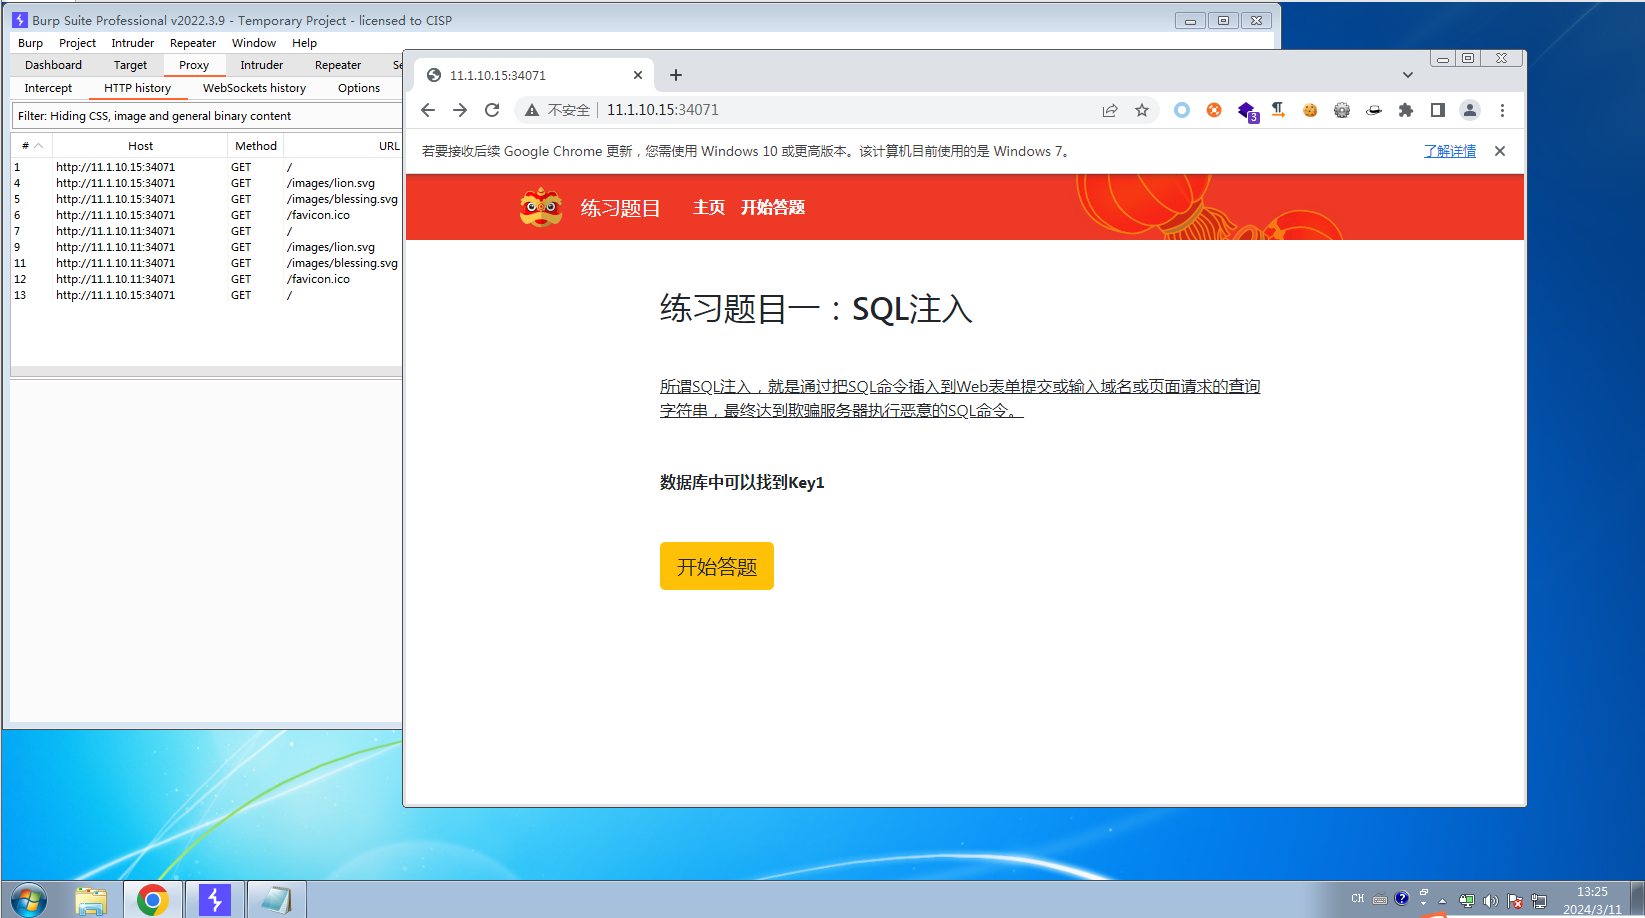 Burp Suite Professional v2022.3.9 - Temporary Project - licensed to CISP
Burp Project Intruder Repeater Window Help
Dashboard Target Proxy Intruder Repeater
Intercept HTTP history WebSockets history Options
Filter: Hiding CSS, image and general binary content
# Host Method URL
1 http://11.1.10.15:34071 GET /
4 http://11.1.10.15:34071 GET /images/lion.svg
5 http://11.1.10.15:34071 GET /images/blessing.svg
6 http://11.1.10.15:34071 GET /favicon.ico
7 http://11.1.10.11:34071 GET /
9 http://11.1.10.11:34071 GET /images/lion.svg
11 http://11.1.10.11:34071 GET /images/blessing.svg
12 http://11.1.10.11:34071 GET /favicon.ico
13 http://11.1.10.15:34071 GET /
11.1.10.15:34071
不安全 11.1.10.15:34071
3
若要接收后续 Google Chrome 更新，您需使用 Windows 10 或更高版本。该计算机目前使用的是 Windows 7。 了解详情
练习题目 主页 开始答题
练习题目一：SQL注入
所谓SQL注入，就是通过把SQL命令插入到Web表单提交或输入域名或页面请求的查询
字符串，最终达到欺骗服务器执行恶意的SQL命令。
数据库中可以找到Key1
开始答题
CH
13:25
2024/3/11